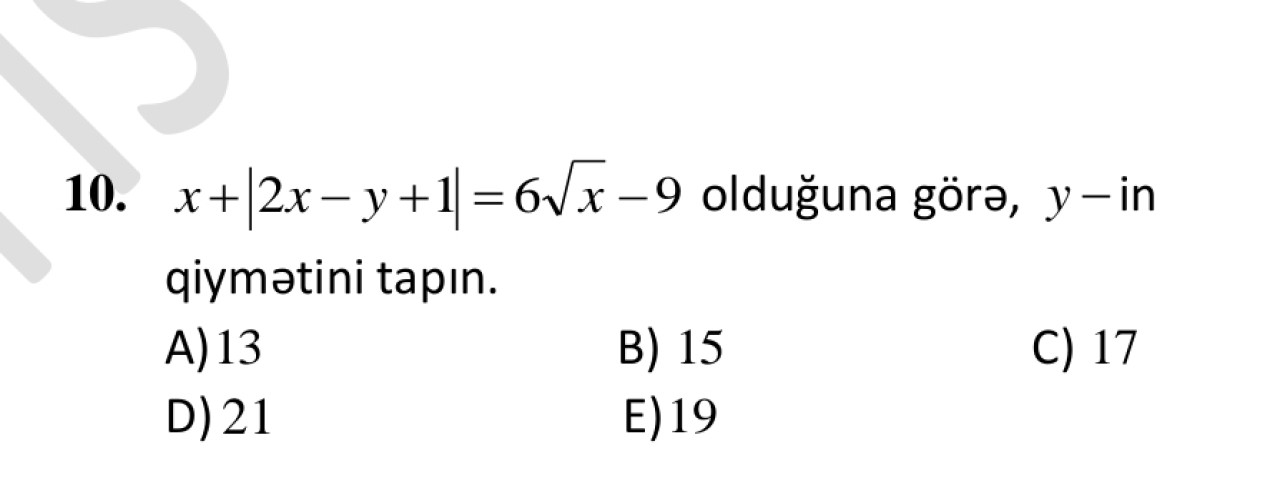 10. x+|2x−y+1|=6√x−9 olduğuna görə, y−in
qiymətini tapın.
A)13 B) 15 C) 17
D)21 E)19